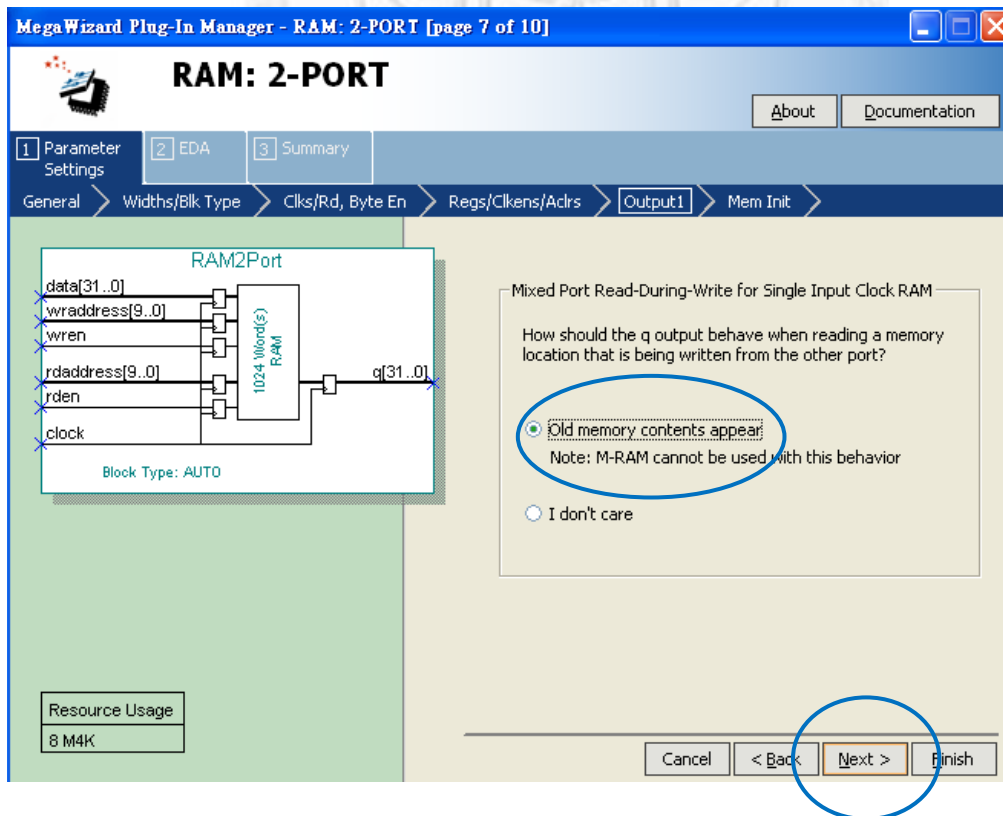 MegaWizard Plug-In Manager - RAM: 2-PORT [page 7 of 10]
RAM: 2-PORT
About
Documentation
1 Parameter Settings
2 EDA
3 Summary
General
Widths/Blk Type
Clks/Rd, Byte En
Regs/Clkens/Aclrs
Output1
Mem Init
RAM2Port
data[31..0]
wraddress[9..0]
wren
rdaddress[9..0]
rden
clock
1024 Word(s)
RAM
q[31..0]
Block Type: AUTO
Mixed Port Read-During-Write for Single Input Clock RAM
How should the q output behave when reading a memory
location that is being written from the other port?
Old memory contents appear
Note: M-RAM cannot be used with this behavior
I don't care
Resource Usage
8 M4K
Cancel
< Back
Next >
Finish